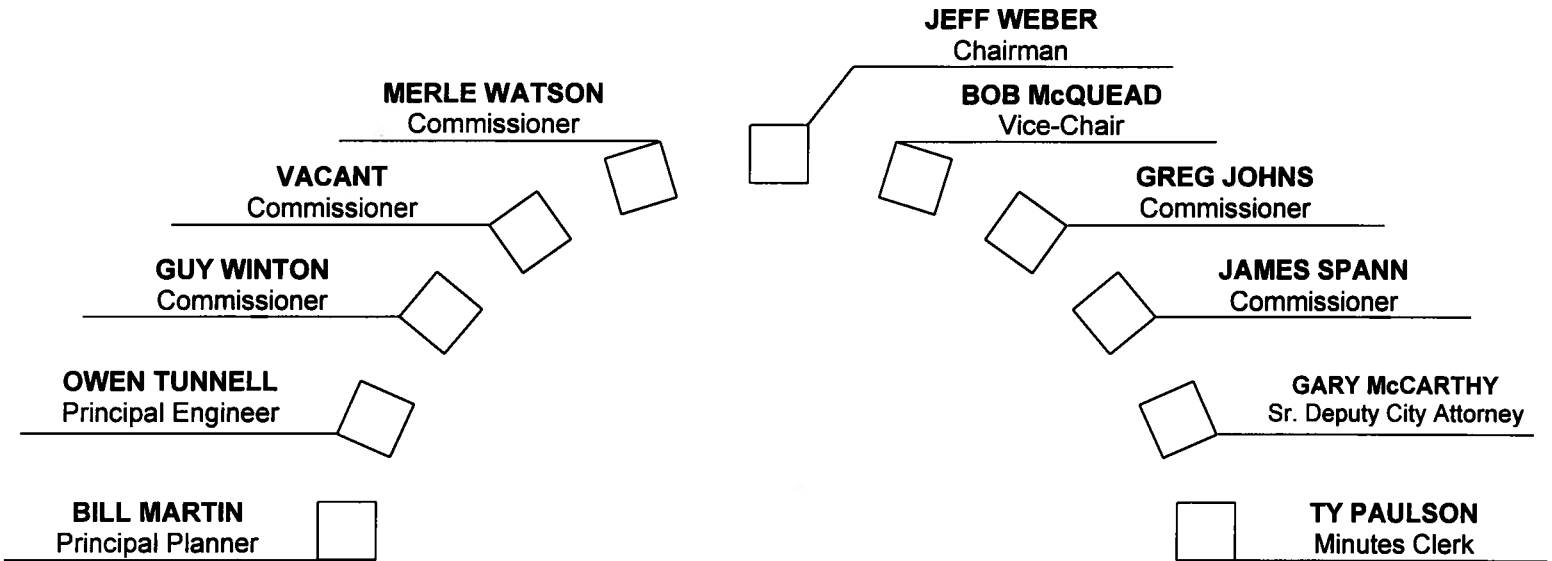 JEFF WEBER
Chairman
MERLE WATSON
Commissioner
BOB McQUEAD
Vice-Chair
VACANT
Commissioner
GREG JOHNS
Commissioner
GUY WINTON
Commissioner
JAMES SPANN
Commissioner
OWEN TUNNELL
Principal Engineer
GARY McCARTHY
Sr. Deputy City Attorney
BILL MARTIN
Principal Planner
TY PAULSON
Minutes Clerk